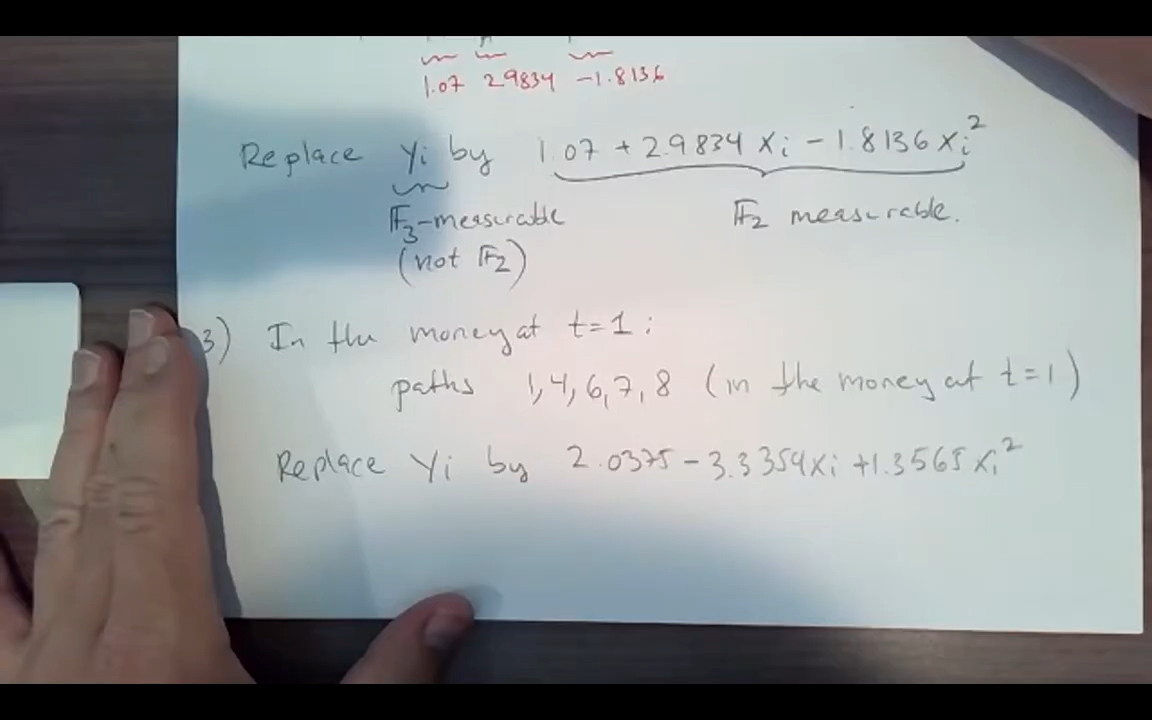 1.07 2.9834 -1.8136
Replace Yi by 1.07 + 2.9834 Xi - 1.8136 Xi²
F₃-measurable F₂ measurable.
(not F₂)
3) In the money at t=1:
paths 1,4,6,7,8 (in the money at t=1)
Replace Yi by 2.0375 - 3.3354Xi + 1.3565 Xi²